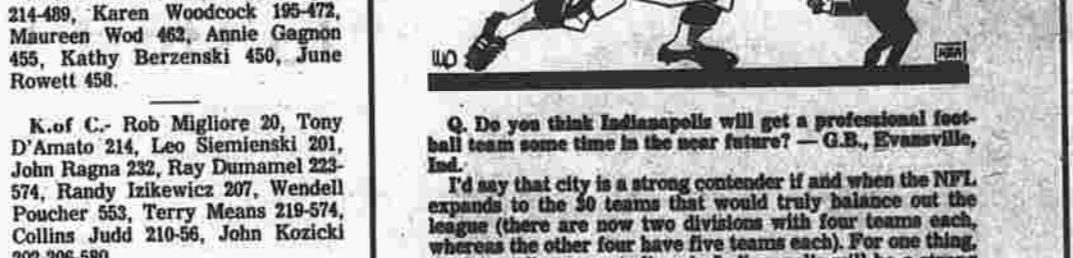 214-489, Karen Woodcock 195-472,
Maureen Wod 462, Annie Gagnon
455, Kathy Berzenski 450, June
Rowett 458.
K.of C.- Rob Migliore 20, Tony
D'Amato 214, Leo Siemienski 201,
John Ragna 232, Ray Dumamel 223-
574, Randy Izikewicz 207, Wendell
Poucher 553, Terry Means 219-574,
Collins Judd 210-56, John Kozicki
202-206-580
Q. Do you think Indianapolis will get a professional foot-
ball team some time in the near future? — G.B., Evansville,
Ind.
I'd say that city is a strong contender if and when the NFL
expands to the 30 teams that would truly balance out the
league (there are now two divisions with four teams each,
whereas the other four have five teams each). For one thing,